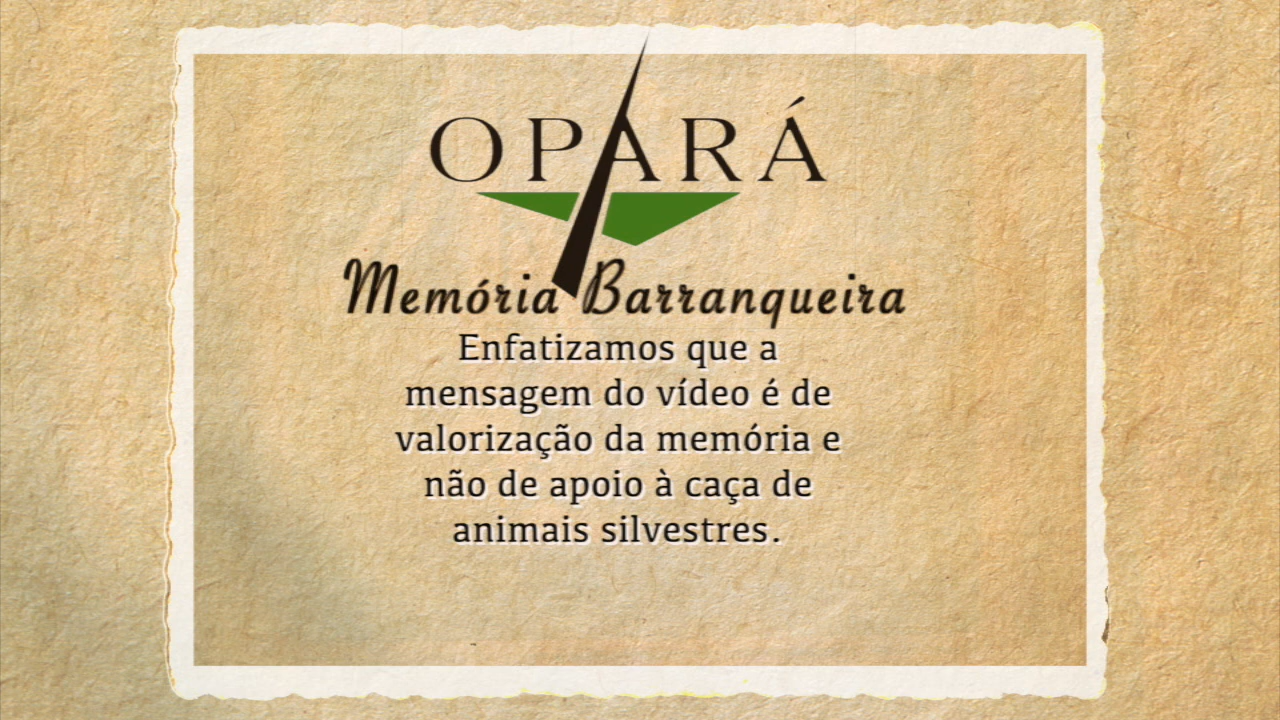 OPARÁ
Memória Barranqueira
Enfatizamos que a
mensagem do vídeo é de
valorização da memória e
não de apoio à caça de
animais silvestres.